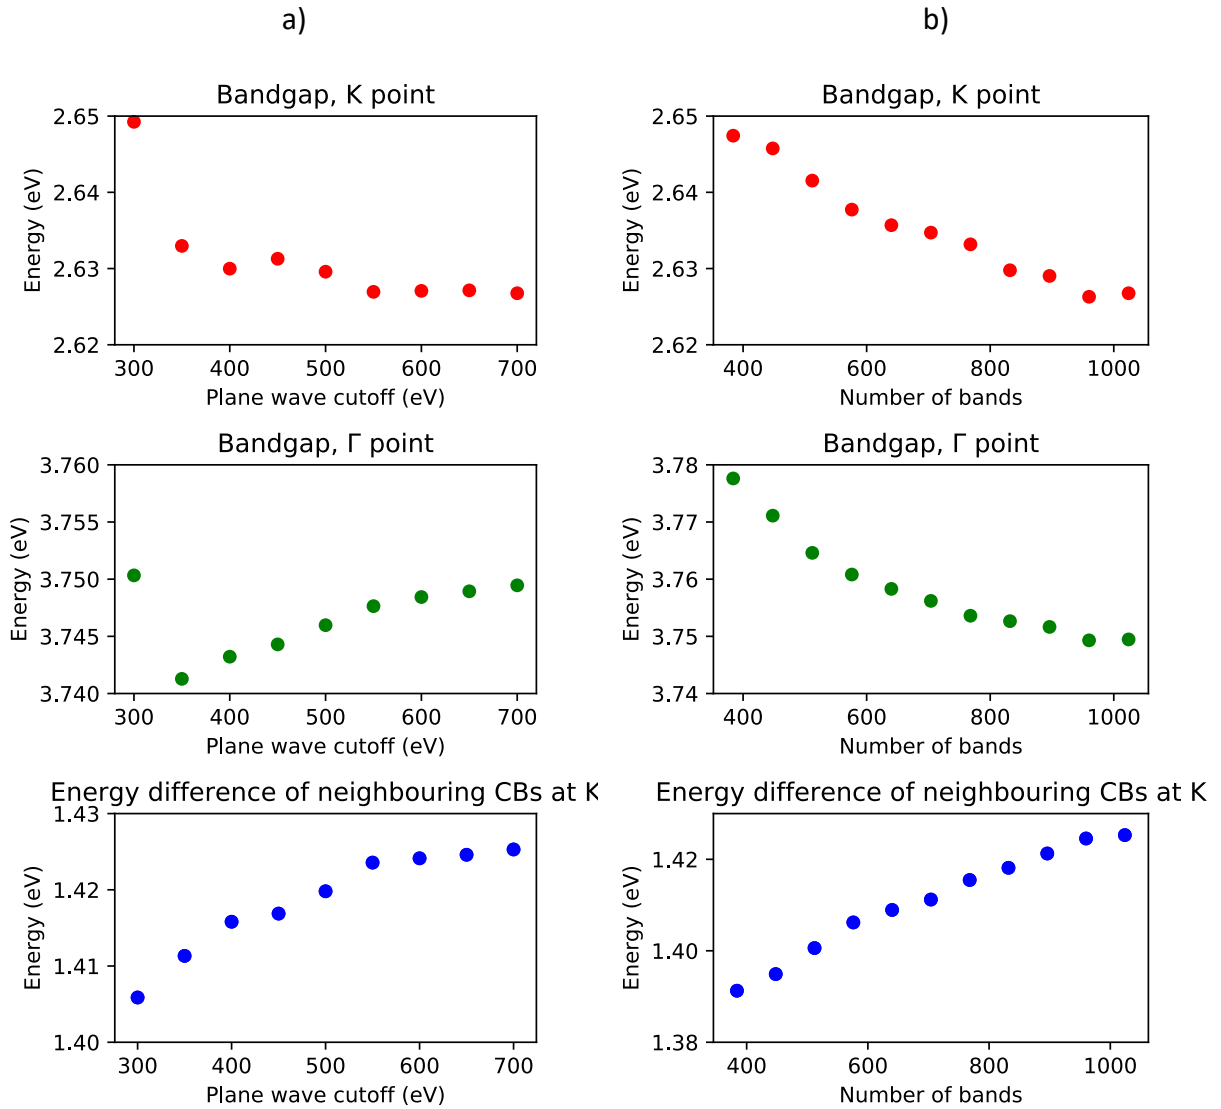 a)
b)
Bandgap, K point
Bandgap, K point
2.65
2.64
2.63
2.62
Energy (eV)
300 400 500 600 700
Plane wave cutoff (eV)
2.65
2.64
2.63
2.62
Energy (eV)
400 600 800 1000
Number of bands
Bandgap, Γ point
Bandgap, Γ point
3.760
3.755
3.750
3.745
3.740
Energy (eV)
300 400 500 600 700
Plane wave cutoff (eV)
3.78
3.77
3.76
3.75
3.74
Energy (eV)
400 600 800 1000
Number of bands
Energy difference of neighbouring CBs at K
Energy difference of neighbouring CBs at K
1.43
1.42
1.41
1.40
Energy (eV)
300 400 500 600 700
Plane wave cutoff (eV)
1.42
1.40
1.38
Energy (eV)
400 600 800 1000
Number of bands